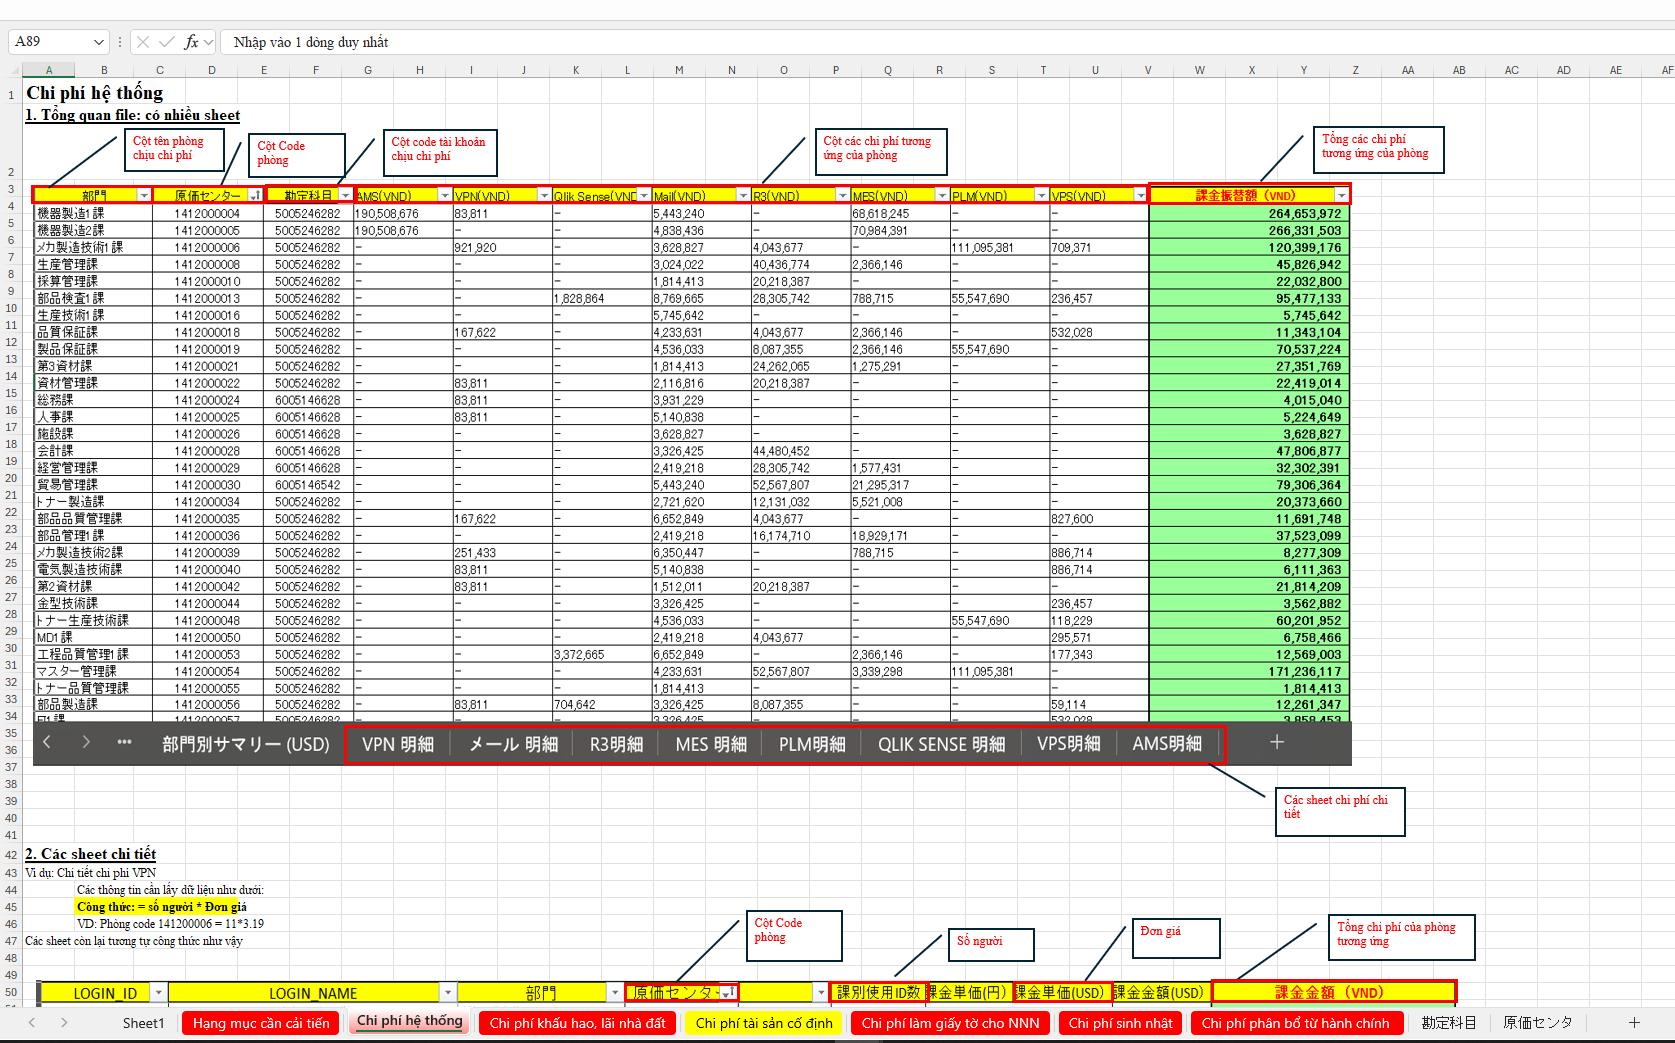 A89 fx Nhập vào 1 dòng duy nhất
A B C D E F G H I J K L M N O P Q R S T U V W X Y Z AA AB AC AD AE AF
Chi phí hệ thống
1. Tổng quan file: có nhiều sheet
Cột tên phòng chịu chi phí
Cột Code phòng
Cột code tài khoản chịu chi phí
Cột các chi phí tương ứng của phòng
Tổng các chi phí tương ứng của phòng
部門 原価センター 勘定科目 AMS(VND) VPN(VND) Qlik Sense(VND Mail(VND) R3(VND) MES(VND) PLM(VND) VPS(VND) 課金振替額（VND）
機器製造1課 1412000004 5005246282 190,508,676 83,811 - 5,443,240 - 68,618,245 - - 264,653,972
機器製造2課 1412000005 5005246282 190,508,676 - - 4,838,436 - 70,984,391 - - 266,331,503
メカ製造技術1課 1412000006 5005246282 - 921,920 - 3,628,827 4,043,677 - 111,095,381 709,371 120,399,176
生産管理課 1412000008 5005246282 - - - 3,024,022 40,436,774 2,366,146 - - 45,826,942
採算管理課 1412000010 5005246282 - - - 1,814,413 20,218,387 - - - 22,032,800
部品検査1課 1412000013 5005246282 - - 1,828,864 8,769,665 28,305,742 788,715 55,547,690 236,457 95,477,133
生産技術1課 1412000016 5005246282 - - - 5,745,642 - - - - 5,745,642
品質保証課 1412000018 5005246282 - 167,622 - 4,233,631 4,043,677 2,366,146 - 532,028 11,343,104
製品保証課 1412000019 5005246282 - - - 4,536,033 8,087,355 2,366,146 55,547,690 - 70,537,224
第3資材課 1412000021 5005246282 - - - 1,814,413 24,262,065 1,275,291 - - 27,351,769
資材管理課 1412000022 5005246282 - 83,811 - 2,116,816 20,218,387 - - - 22,419,014
総務課 1412000024 6005146628 - 83,811 - 3,931,229 - - - - 4,015,040
人事課 1412000025 6005146628 - 83,811 - 5,140,838 - - - - 5,224,649
施設課 1412000026 6005146628 - - - 3,628,827 - - - - 3,628,827
会計課 1412000028 6005146628 - - - 3,326,425 44,480,452 - - - 47,806,877
経営管理課 1412000029 6005146628 - - - 2,419,218 28,305,742 1,577,431 - - 32,302,391
貿易管理課 1412000030 6005146542 - - - 5,443,240 52,567,807 21,295,317 - - 79,306,364
トナー製造課 1412000034 5005246282 - - - 2,721,620 12,131,032 5,521,008 - - 20,373,660
部品品質管理課 1412000035 5005246282 - 167,622 - 6,652,849 4,043,677 - - 827,600 11,691,748
部品管理1課 1412000036 5005246282 - - - 2,419,218 16,174,710 18,929,171 - - 37,523,099
メカ製造技術2課 1412000039 5005246282 - 251,433 - 6,350,447 - 788,715 - 886,714 8,277,309
電気製造技術課 1412000040 5005246282 - 83,811 - 5,140,838 - - - 886,714 6,111,363
第2資材課 1412000042 5005246282 - 83,811 - 1,512,011 20,218,387 - - - 21,814,209
金型技術課 1412000044 5005246282 - - - 3,326,425 - - - 236,457 3,562,882
トナー生産技術課 1412000048 5005246282 - - - 4,536,033 - - 55,547,690 118,229 60,201,952
MD1課 1412000050 5005246282 - - - 2,419,218 4,043,677 - - 295,571 6,758,466
工程品質管理1課 1412000053 5005246282 - - 3,372,665 6,652,849 - 2,366,146 - 177,343 12,569,003
マスター管理課 1412000054 5005246282 - - - 4,233,631 52,567,807 3,339,298 111,095,381 - 171,236,117
トナー品質管理課 1412000055 5005246282 - - - 1,814,413 - - - - 1,814,413
部品製造課 1412000056 5005246282 - 83,811 704,642 3,326,425 8,087,355 - - 59,114 12,261,347
1412000057 5005246282 - - - 3,326,425 - - - 532,028 3,858,453
部門別サマリー (USD) VPN 明細 メール 明細 R3明細 MES 明細 PLM明細 QLIK SENSE 明細 VPS明細 AMS明細 +
Các sheet chi phí chi tiết
2. Các sheet chi tiết
Ví dụ: Chi tiết chi phí VPN
Các thông tin cần lấy dữ liệu như dưới:
Công thức: = số người * Đơn giá
VD: Phòng code 141200006 = 11*3.19
Các sheet còn lại tương tự công thức như vậy
Cột Code phòng
Số người
Đơn giá
Tổng chi phí của phòng tương ứng
LOGIN_ID LOGIN_NAME 部門 原価センタ 課別使用ID数 課金単価(円) 課金単価(USD) 課金金額(USD) 課金金額（VND）
Sheet1 Hạng mục cần cải tiến Chi phí hệ thống Chi phí khấu hao, lãi nhà đất Chi phí tài sản cố định Chi phí làm giấy tờ cho NNN Chi phí sinh nhật Chi phí phân bổ từ hành chính 勘定科目 原価センタ +